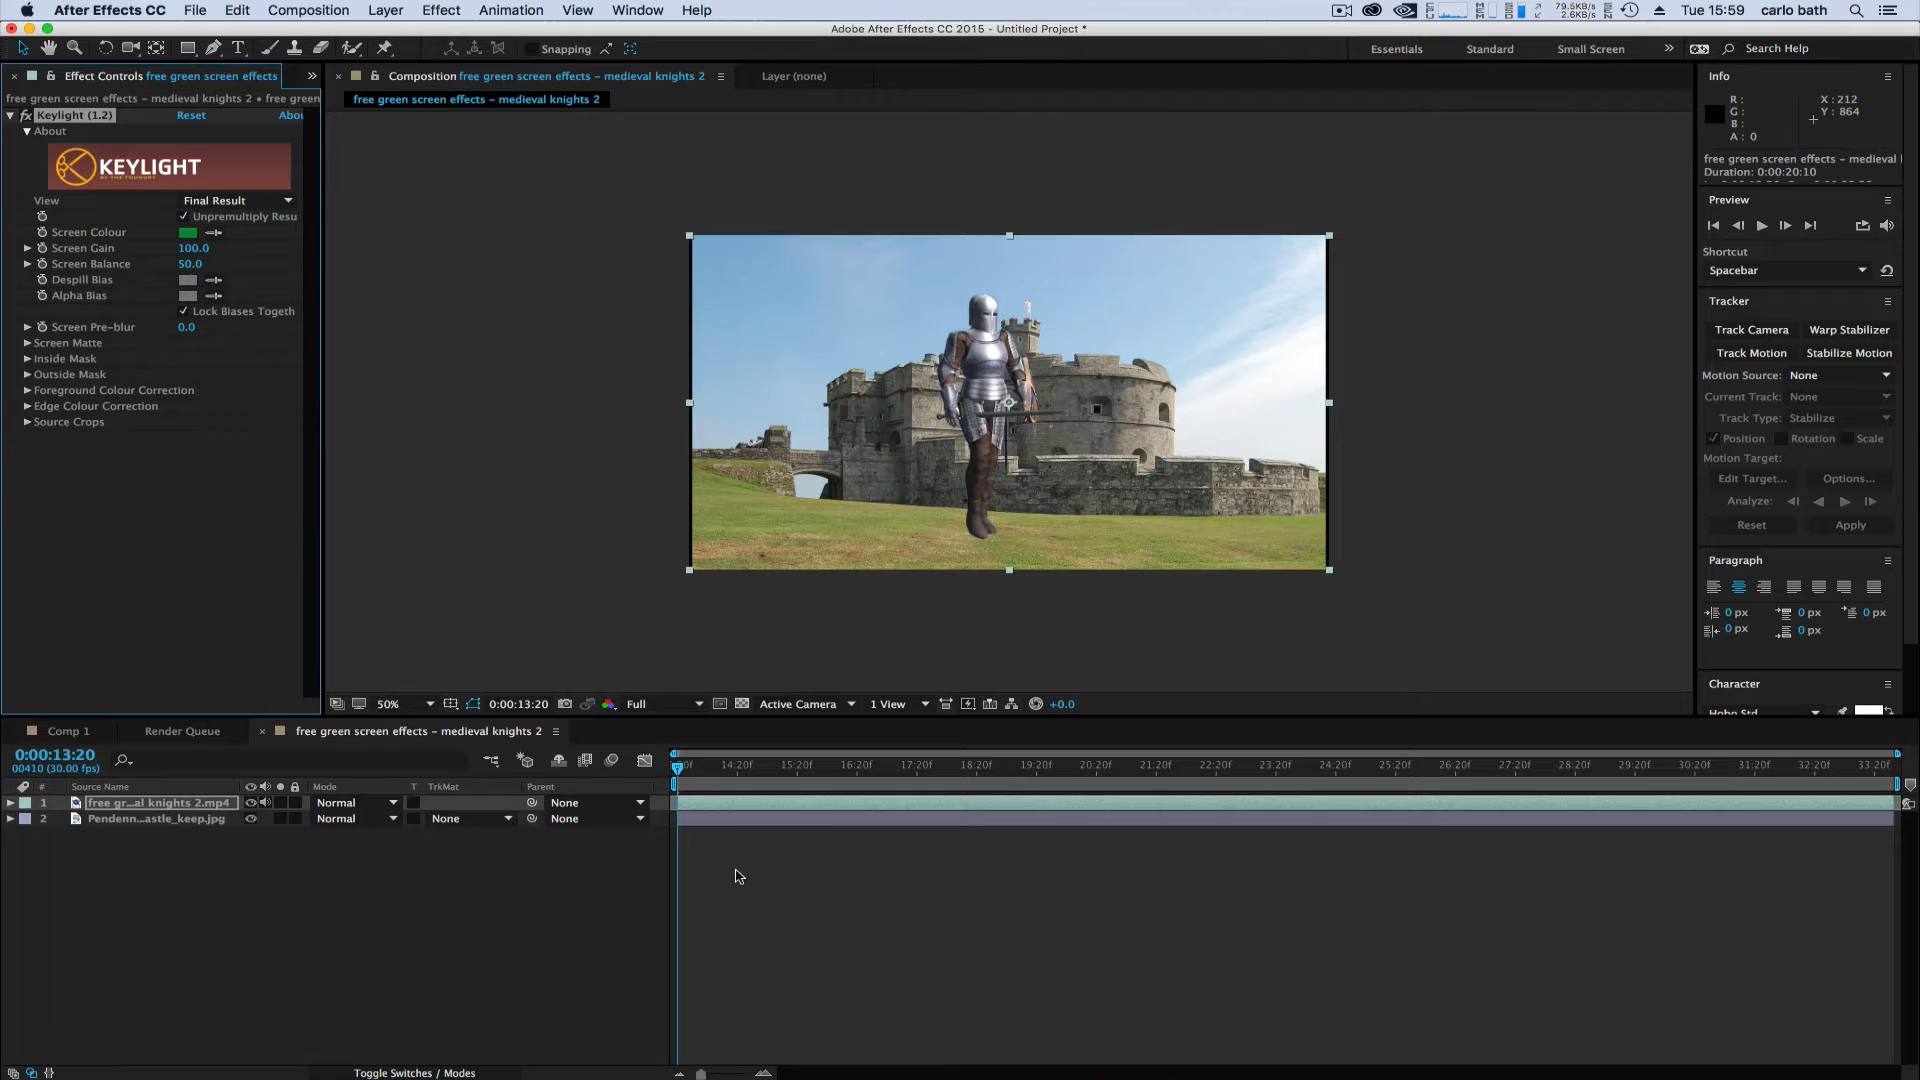 After Effects CC File Edit Composition Layer Effect Animation View Window Help 79.5KB/s 2.6KB/s Tue 15:59 carlo bath
Adobe After Effects CC 2015 - Untitled Project *
T Snapping Essentials Standard Small Screen Search Help
Effect Controls free green screen effects
free green screen effects – medieval knights 2 • free green
fx Keylight (1.2) Reset Abou
About
KEYLIGHT
BY THE FOUNDRY
View Final Result
Unpremultiply Resu
Screen Colour
Screen Gain 100.0
Screen Balance 50.0
Despill Bias
Alpha Bias
Lock Biases Togeth
Screen Pre-blur 0.0
Screen Matte
Inside Mask
Outside Mask
Foreground Colour Correction
Edge Colour Correction
Source Crops
Composition free green screen effects – medieval knights 2 Layer (none)
free green screen effects – medieval knights 2
50% 0:00:13:20 Full Active Camera 1 View +0.0
Info
R : X : 212
G : Y : 864
B :
A : 0
free green screen effects – medieval
Duration: 0:00:20:10
Preview
Shortcut
Spacebar
Tracker
Track Camera Warp Stabilizer
Track Motion Stabilize Motion
Motion Source: None
Current Track: None
Track Type: Stabilize
Position Rotation Scale
Motion Target:
Edit Target... Options...
Analyze:
Reset Apply
Paragraph
0 px 0 px 0 px
0 px 0 px
Character
Hobo Std
Comp 1 Render Queue free green screen effects – medieval knights 2
0:00:13:20
00410 (30.00 fps)
# Source Name Mode T TrkMat Parent
1 free gr...al knights 2.mp4 Normal None
2 Pendenn...astle_keep.jpg Normal None None
14:20f 15:20f 16:20f 17:20f 18:20f 19:20f 20:20f 21:20f 22:20f 23:20f 24:20f 25:20f 26:20f 27:20f 28:20f 29:20f 30:20f 31:20f 32:20f 33:20f
Toggle Switches / Modes